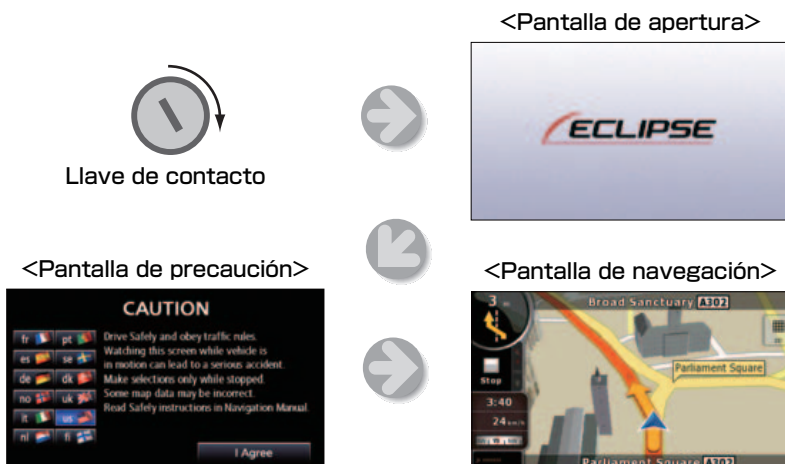 <Pantalla de apertura>
ECLIPSE
Llave de contacto
<Pantalla de precaución>
CAUTION
fr pt
es se
de dk
no uk
it us
nl fi
Drive Safely and obey traffic rules.
Watching this screen while vehicle is
in motion can lead to a serious accident.
Make selections only while stopped.
Some map data may be incorrect.
Read Safely instructions in Navigation Manual.
I Agree
<Pantalla de navegación>
3
Broad Sanctuary A302
Parliament Square
Stop
3:40
24
Parliament Square A302